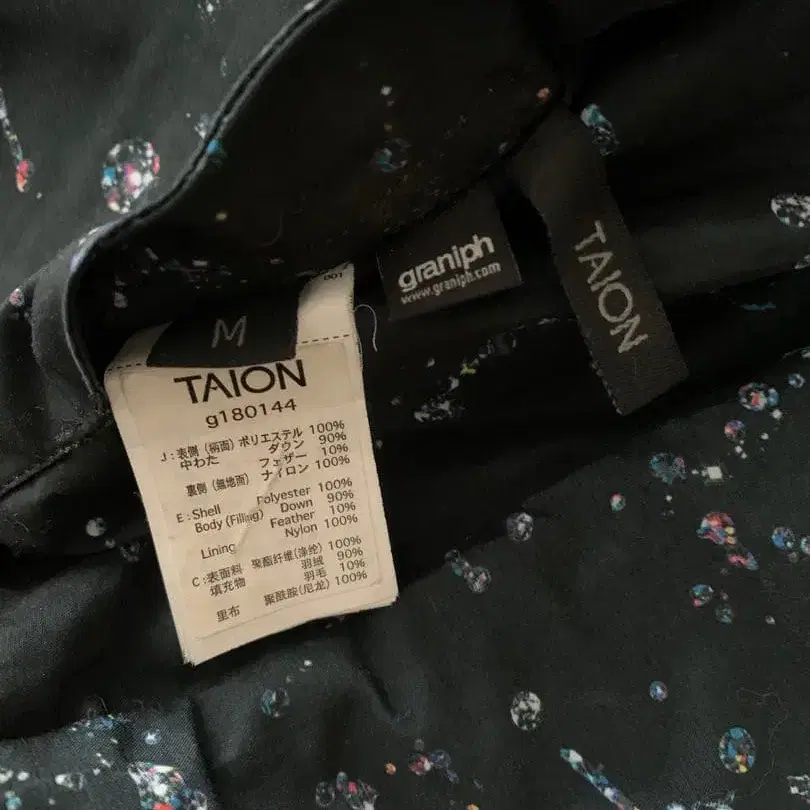 graniph
www.graniph.com
TAION
001
M
TAION
g180144
J:表側(柄面) ポリエステル 100%
中わた ダウン 90%
フェザー 10%
裏側(無地面) ナイロン 100%
E:Shell Polyester 100%
Body (Filling) Down 90%
Feather 10%
Lining Nylon 100%
C:表面料 聚酯纤维(涤纶) 100%
填充物 羽绒 90%
羽毛 10%
里布 聚酰胺(尼龙) 100%